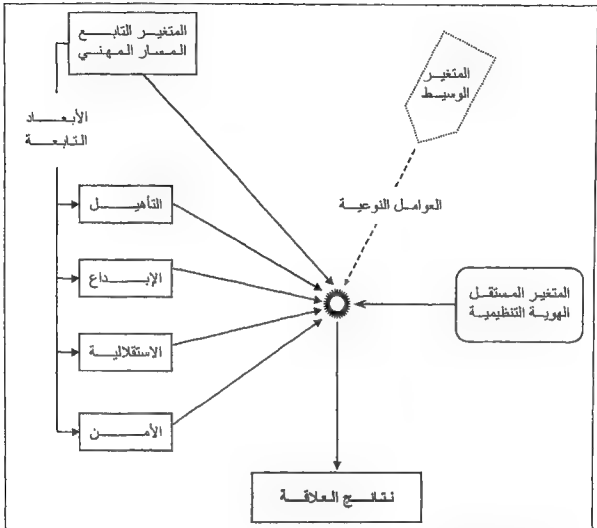 المتغير التابع
المسار المهني
المتغير
الوسيط
الأبعاد
التابعة
العوامل النوعية
التأهيل
الإبداع
الاستقلالية
الأمن
المتغير المستقل
الهوية التنظيمية
نتائج العلاقة